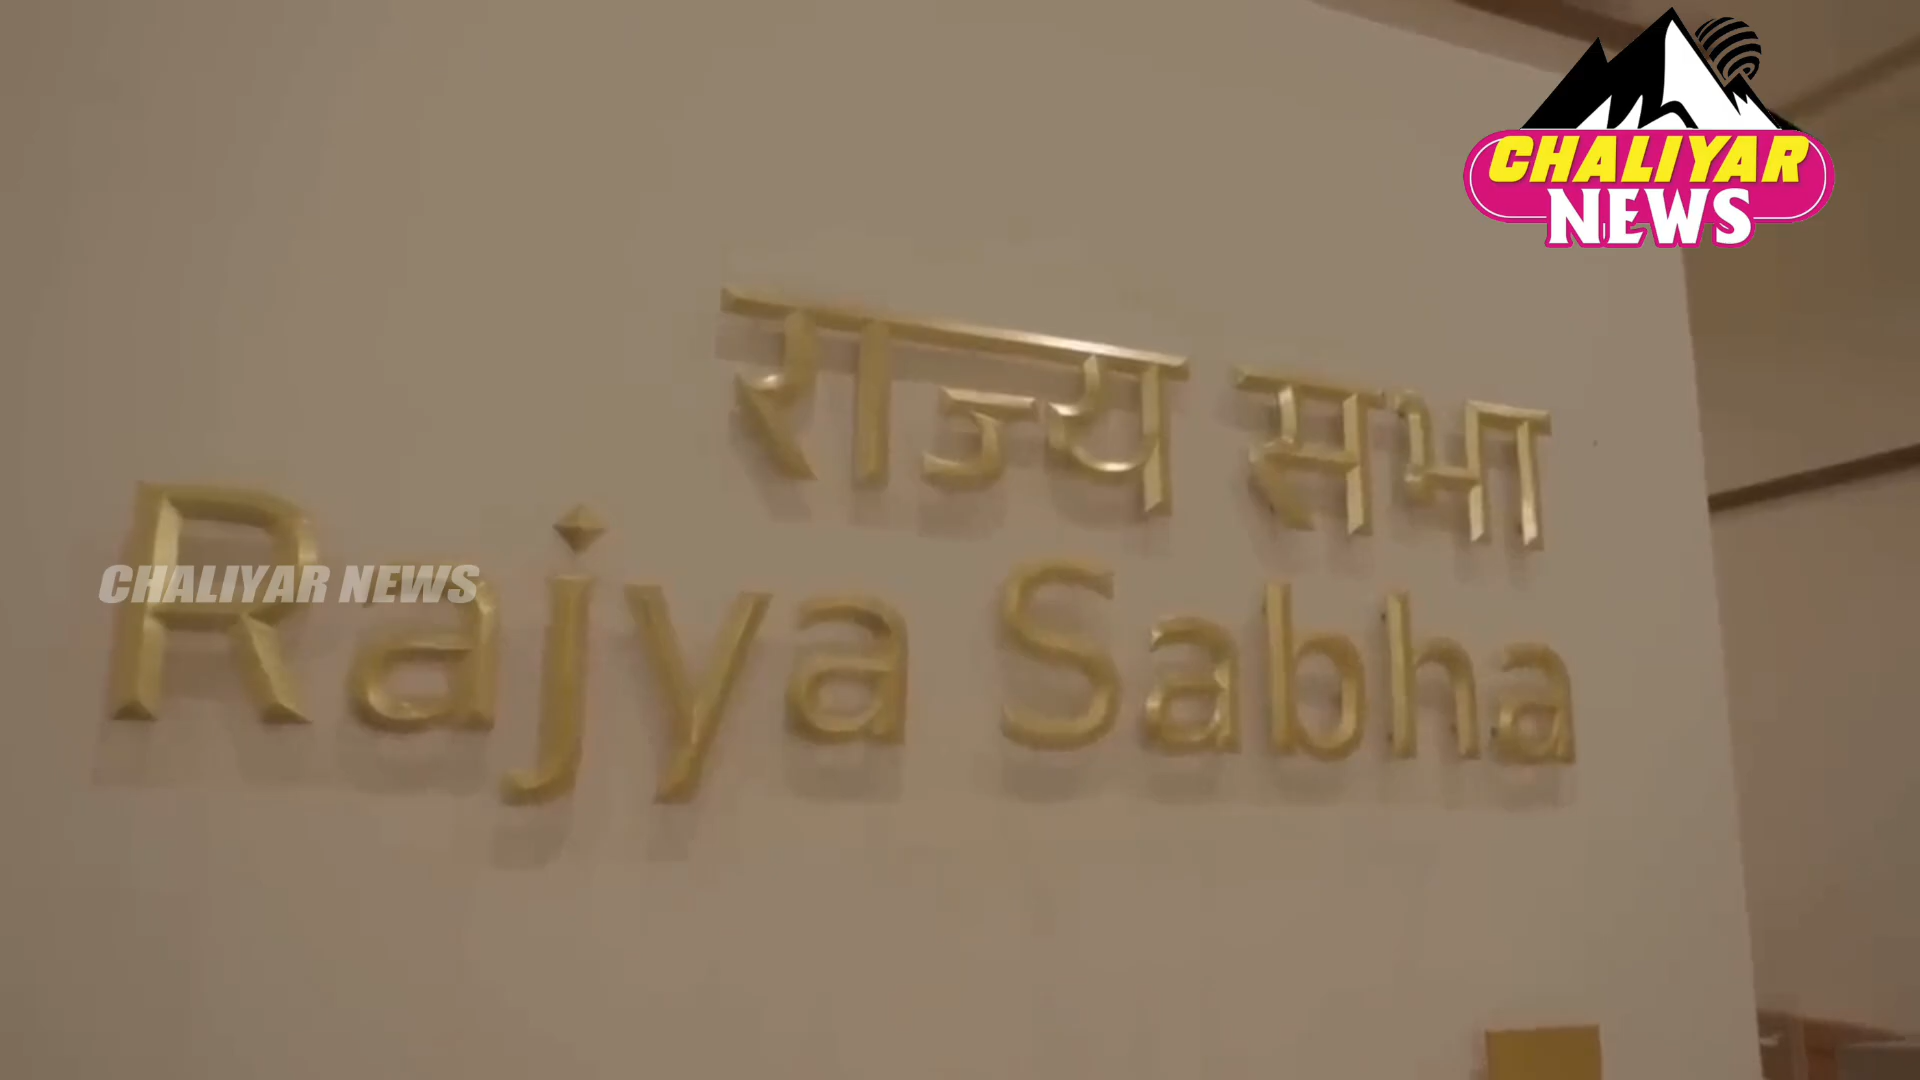 CHALIYAR
NEWS
राज्य सभा
Rajya Sabha
CHALIYAR NEWS